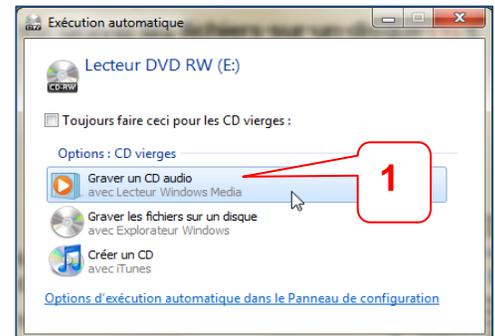 Exécution automatique
Lecteur DVD RW (E:)
CD-RW
Toujours faire ceci pour les CD vierges :
Options : CD vierges
Graver un CD audio
avec Lecteur Windows Media
1
Graver les fichiers sur un disque
avec Explorateur Windows
Créer un CD
avec iTunes
Options d'exécution automatique dans le Panneau de configuration